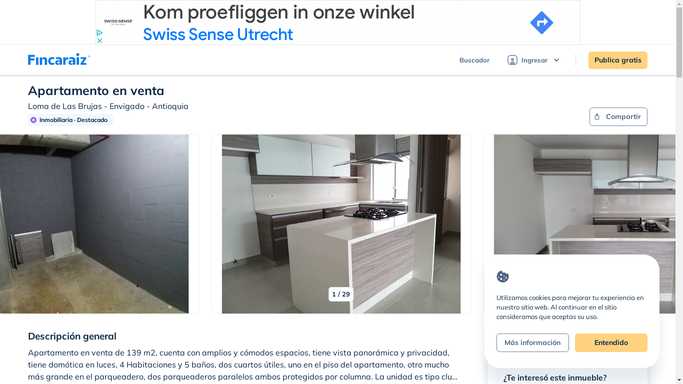 Kom proefliggen in onze winkel
SWISS SENSE
Swiss Sense Utrecht
Fincaraiz
Buscador
Ingresar
Publica gratis
Apartamento en venta
Loma de Las Brujas - Envigado - Antioquia
Inmobiliaria · Destacado
Compartir
1 / 29
Utilizamos cookies para mejorar tu experiencia en
nuestro sitio web. Al continuar en el sitio
consideramos que aceptas su uso.
Más información
Entendido
Descripción general
Apartamento en venta de 139 m2, cuenta con amplios y cómodos espacios, tiene vista panorámica y privacidad,
tiene domótica en luces, 4 Habitaciones y 5 baños, dos cuartos útiles, uno en el piso del apartamento, otro mucho
más grande en el parqueadero, dos parqueaderos paralelos ambos protegidos por columna. La unidad es tipo clu...
¿Te interesó este inmueble?